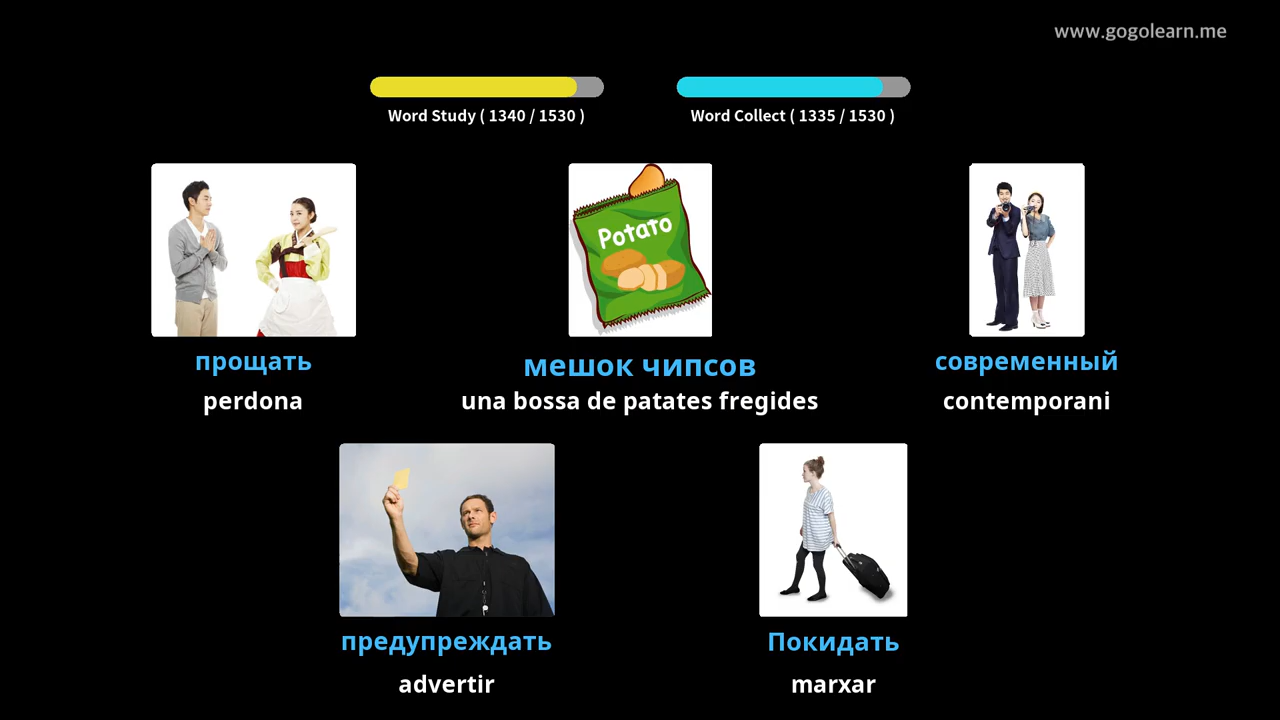 www.gogolearn.me
Word Study ( 1340 / 1530 )
Word Collect ( 1335 / 1530 )
Potato
прощать
perdona
мешок чипсов
una bossa de patates fregides
современный
contemporani
предупреждать
advertir
Покидать
marxar